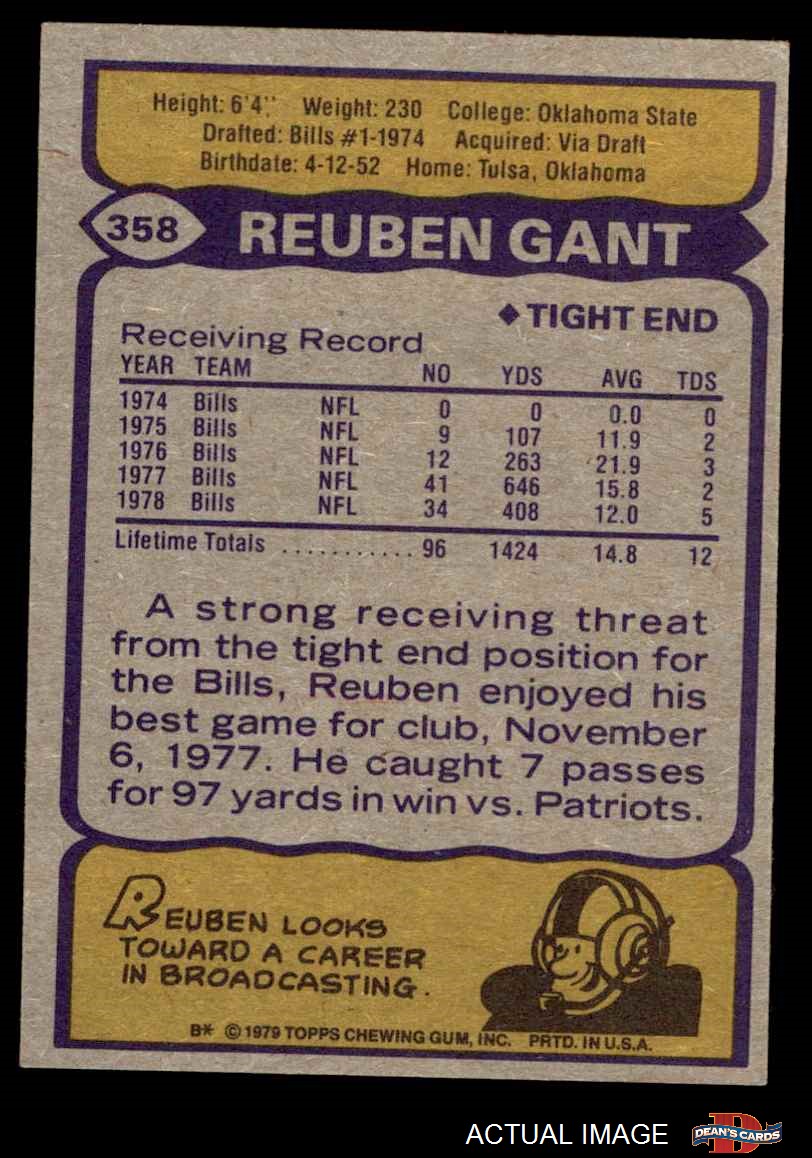 Height: 6'4". Weight: 230 College: Oklahoma State
Drafted: Bills #1-1974 Acquired: Via Draft
Birthdate: 4-12-52 Home: Tulsa, Oklahoma
358 REUBEN GANT
◆TIGHT END
Receiving Record
YEAR TEAM NO YDS AVG TDS
1974 Bills NFL 0 0 0.0 0
1975 Bills NFL 9 107 11.9 2
1976 Bills NFL 12 263 21.9 3
1977 Bills NFL 41 646 15.8 2
1978 Bills NFL 34 408 12.0 5
Lifetime Totals ........... 96 1424 14.8 12
A strong receiving threat
from the tight end position for
the Bills, Reuben enjoyed his
best game for club, November
6, 1977. He caught 7 passes
for 97 yards in win vs. Patriots.
REUBEN LOOKS
TOWARD A CAREER
IN BROADCASTING.
B* ©1979 TOPPS CHEWING GUM, INC. PRTD. IN U.S.A.
ACTUAL IMAGE D DEAN'S CARDS